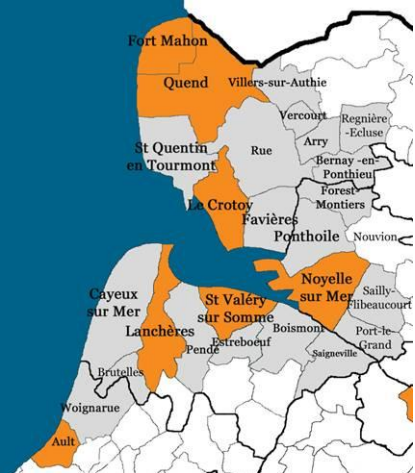 Fort Mahon
Quend
Villers-sur-Authie
Vercourt
Regnière
-Ecluse
Arry
St Quentin
en Tourmont
Rue
Bernay -en-
Ponthieu
Forest-
Montiers
Le Crotoy
Favières
Ponthoile
Nouvion
Noyelle
sur Mer
Sailly-
Flibeaucourt
Cayeux
sur Mer
St Valéry
sur Somme
Lanchères
Boismont
Port-le-
Grand
Estreboeuf
Pendé
Saigneville
Brutelles
Woignarue
Ault